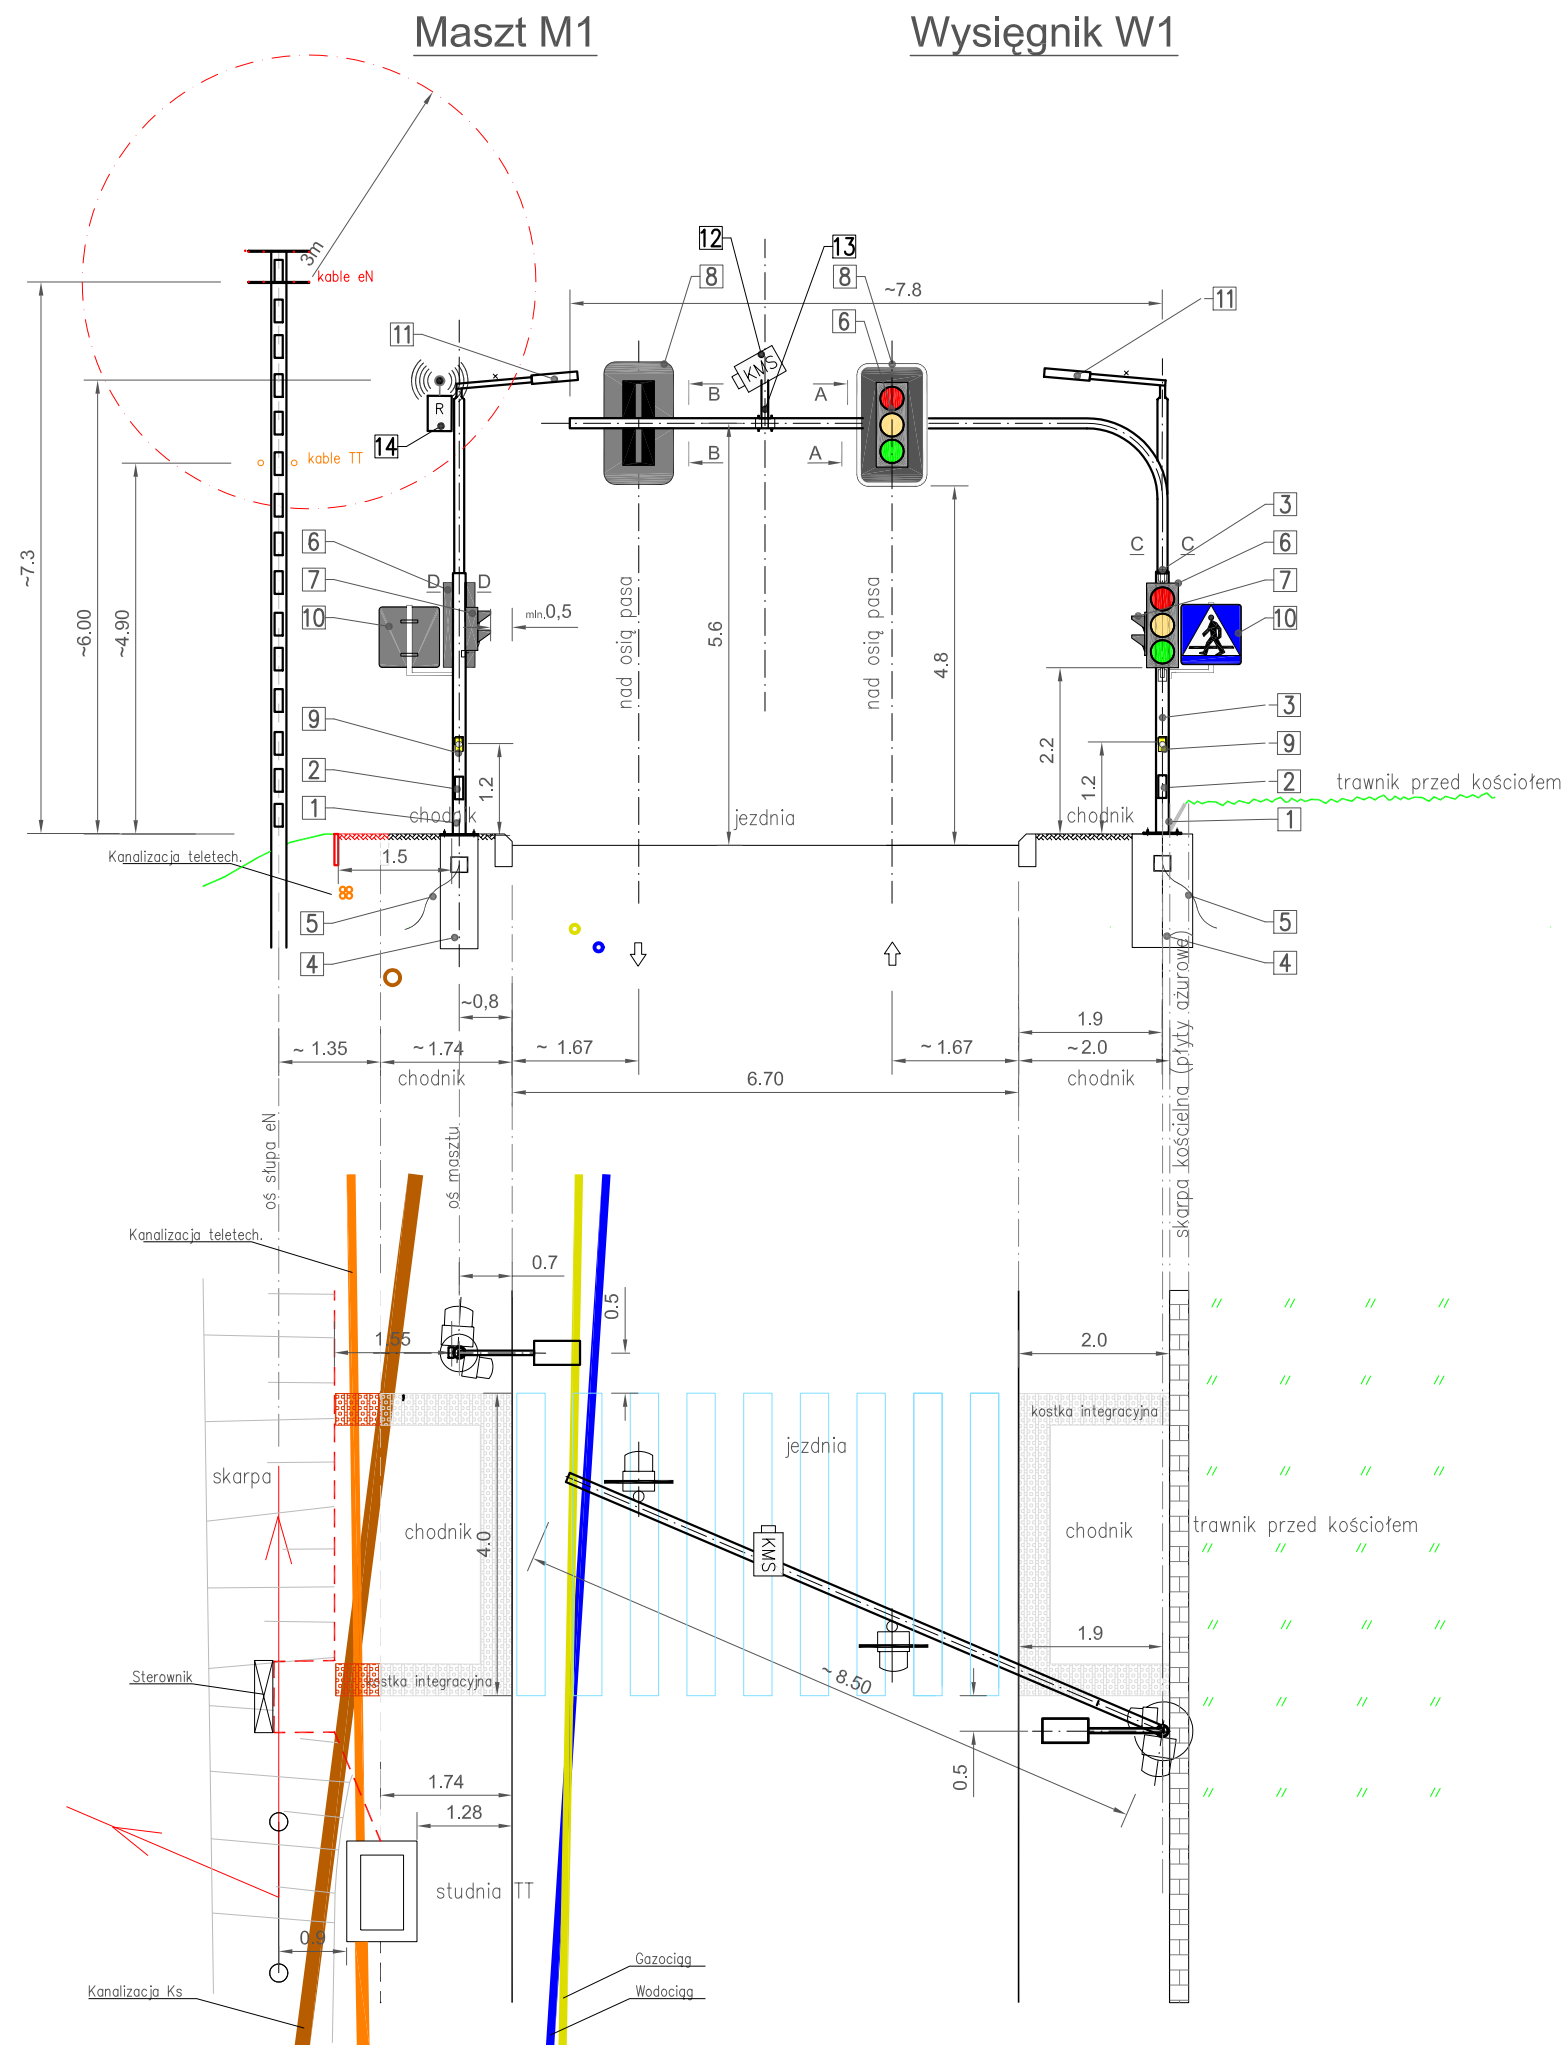 Maszt M1
Wysięgnik W1
3m
kable eN
12
13
8
8
~7.8
11
6
11
KMS
B
A
R
14
kable TT
B
A
3
C
C
6
6
D
D
7
7
10
min,0,5
10
~7.3
~6.00
~4.90
nad osią pasa
5.6
nad osią pasa
4.8
2.2
3
9
9
1.2
1.2
2
2
trawnik przed kościołem
1
chodnik
jezdnia
chodnik
1
Kanalizacja teletech.
1.5
5
5
4
4
~0,8
1.9
~ 1.35
~ 1.74
~ 1.67
~ 1.67
~2.0
chodnik
6.70
chodnik
oś słupa eN
oś masztu
skarpa kościelna (płyty ażurowe)
Kanalizacja teletech.
0.7
0.5
1.55
2.0
kostka integracyjna
jezdnia
skarpa
chodnik
4.0
KMS
chodnik
trawnik przed kościołem
1.9
Sterownik
kostka integracyjna
~ 8.50
0.5
1.74
1.28
studnia TT
0.9
Gazociąg
Kanalizacja Ks
Wodociąg